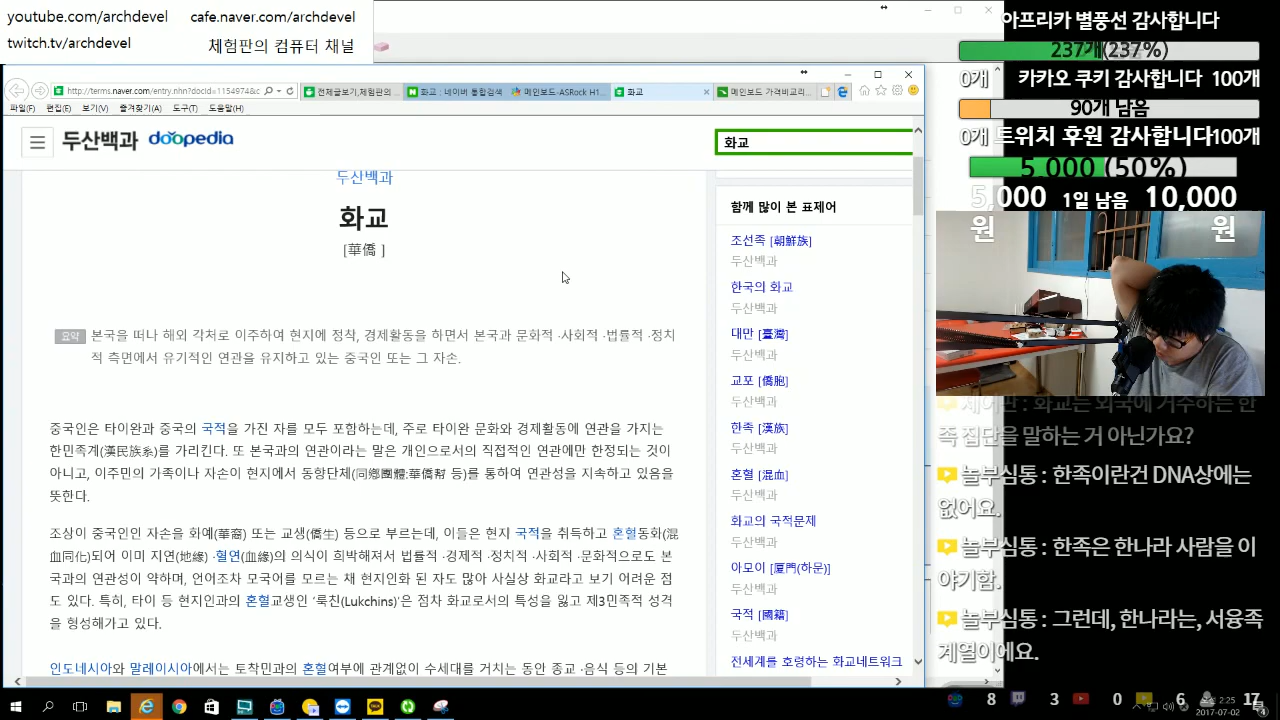 youtube.com/archdevel cafe.naver.com/archdevel
twitch.tv/archdevel 체험판의 컴퓨터 채널
http://terms.naver.com/entry.nhn?docId=1154974&c
전체글보기,체험판의 ...
화교 : 네이버 통합검색
메인보드-ASRock H1...
화교
메인보드 가격비교리...
파일(F) 편집(E) 보기(V) 즐겨찾기(A) 도구(T) 도움말(H)
두산백과 doopedia
화교
두산백과
화교
[華僑 ]
요약 본국을 떠나 해외 각처로 이주하여 현지에 정착, 경제활동을 하면서 본국과 문화적 ·사회적 ·법률적 ·정치
적 측면에서 유기적인 연관을 유지하고 있는 중국인 또는 그 자손.
중국인은 타이완과 중국의 국적을 가진 자를 모두 포함하는데, 주로 타이완 문화와 경제활동에 연관을 가지는
한민족계(漢民族系)를 가리킨다. 또 본국과의 연관이라는 말은 개인으로서의 직접적인 연관에만 한정되는 것이
아니고, 이주민의 가족이나 자손이 현지에서 동향단체(同鄕團體;華僑幇 등)를 통하여 연관성을 지속하고 있음을
뜻한다.
조상이 중국인인 자손을 화예(華裔) 또는 교생(僑生) 등으로 부르는데, 이들은 현지 국적을 취득하고 혼혈동화(混
血同化)되어 이미 지연(地緣) ·혈연(血緣) 의식이희박해져서 법률적 ·경제적 ·정치적 ·사회적 ·문화적으로도 본
국과의 연관성이 약하며, 언어조차 모국어를 모르는 채 현지인화 된 자도 많아 사실상 화교라고 보기 어려운 점
도 있다. 특히, 타이 등 현지인과의 혼혈교생인 ‘룩친(Lukchins)’은 점차 화교로서의 특성을 잃고 제3민족적 성격
을 형성해가고 있다.
인도네시아와 말레이시아에서는 토착민과의 혼혈여부에 관계없이 수세대를 거치는 동안 종교 ·음식 등의 기본
함께 많이 본 표제어
조선족 [朝鮮族]
두산백과
한국의 화교
두산백과
대만 [臺灣]
두산백과
교포 [僑胞]
두산백과
한족 [漢族]
두산백과
혼혈 [混血]
두산백과
화교의 국적문제
두산백과
아모이 [厦門(하문)]
두산백과
국적 [國籍]
두산백과
전세계를 호령하는 화교네트워크
아프리카 별풍선 감사합니다
237개(237%)
0개 카카오 쿠키 감사합니다 100개
90개 남음
0개 트위치 후원 감사합니다100개
5,000 (50%)
5,000 1일 남음 10,000
원 원
체험판 : 화교는 외국에 거주하는 한
족 집단을 말하는 거 아닌가요?
놀부심통 : 한족이란건 DNA상에는
없어요.
놀부심통 : 한족은 한나라 사람을 이
야기함.
놀부심통 : 그런데, 한나라는, 서융족
계열이에요.
8 3 0 6 17
2:25
2017-07-02